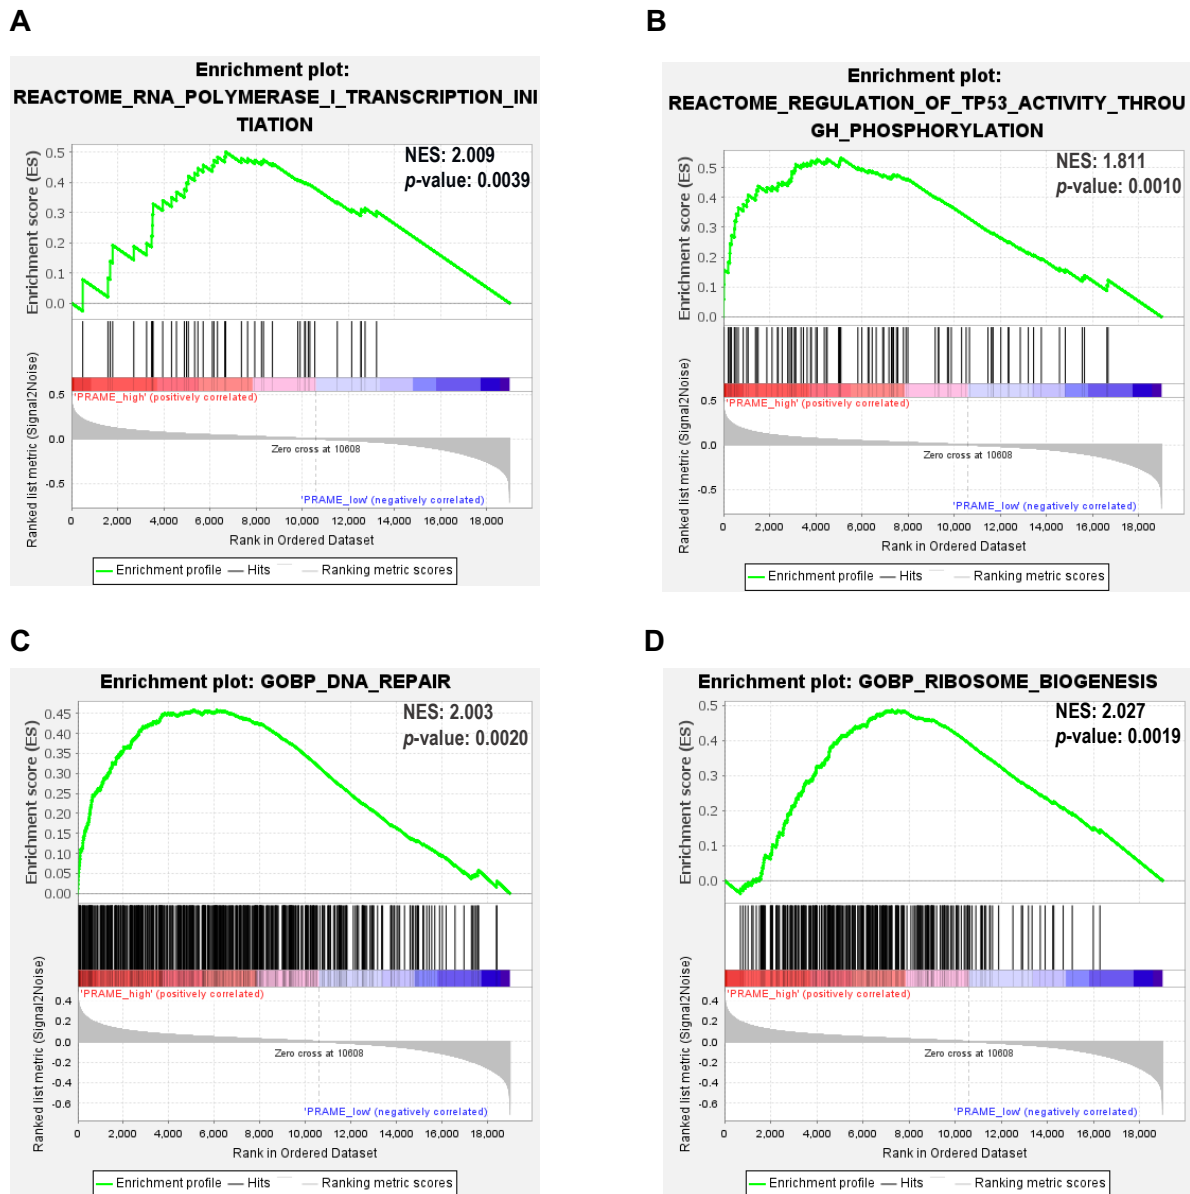 A
Enrichment plot:
REACTOME_RNA_POLYMERASE_I_TRANSCRIPTION_INI
TIATION
NES: 2.009
p-value: 0.0039
Enrichment score (ES)
0.5
0.4
0.3
0.2
0.1
0.0
'PRAME_high' (positively correlated)
Ranked list metric (Signal2Noise)
0.5
0.0
-0.5
Zero cross at 10608
'PRAME_low' (negatively correlated)
0 2,000 4,000 6,000 8,000 10,000 12,000 14,000 16,000 18,000
Rank in Ordered Dataset
Enrichment profile Hits Ranking metric scores
B
Enrichment plot:
REACTOME_REGULATION_OF_TP53_ACTIVITY_THROU
GH_PHOSPHORYLATION
NES: 1.811
p-value: 0.0010
Enrichment score (ES)
0.5
0.4
0.3
0.2
0.1
0.0
'PRAME_high' (positively correlated)
Ranked list metric (Signal2Noise)
0.5
0.0
-0.5
Zero cross at 10608
'PRAME_low' (negatively correlated)
0 2,000 4,000 6,000 8,000 10,000 12,000 14,000 16,000 18,000
Rank in Ordered Dataset
Enrichment profile Hits Ranking metric scores
C
Enrichment plot: GOBP_DNA_REPAIR
NES: 2.003
p-value: 0.0020
Enrichment score (ES)
0.45
0.40
0.35
0.30
0.25
0.20
0.15
0.10
0.05
0.00
'PRAME_high' (positively correlated)
Ranked list metric (Signal2Noise)
0.4
0.2
0.0
-0.2
-0.4
-0.6
Zero cross at 10608
'PRAME_low' (negatively correlated)
0 2,000 4,000 6,000 8,000 10,000 12,000 14,000 16,000 18,000
Rank in Ordered Dataset
Enrichment profile Hits Ranking metric scores
D
Enrichment plot: GOBP_RIBOSOME_BIOGENESIS
NES: 2.027
p-value: 0.0019
Enrichment score (ES)
0.5
0.4
0.3
0.2
0.1
0.0
'PRAME_high' (positively correlated)
Ranked list metric (Signal2Noise)
0.4
0.2
0.0
-0.2
-0.4
-0.6
Zero cross at 10608
'PRAME_low' (negatively correlated)
0 2,000 4,000 6,000 8,000 10,000 12,000 14,000 16,000 18,000
Rank in Ordered Dataset
Enrichment profile Hits Ranking metric scores